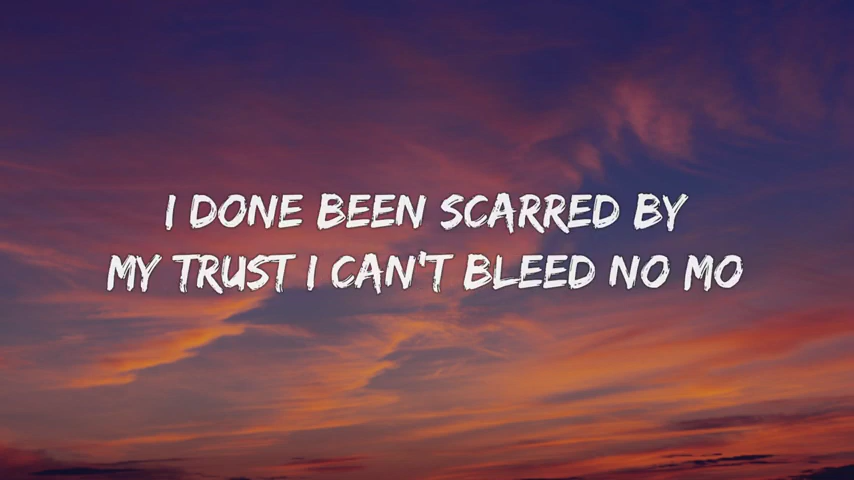 I DONE BEEN SCARRED BY
MY TRUST I CAN'T BLEED NO MO